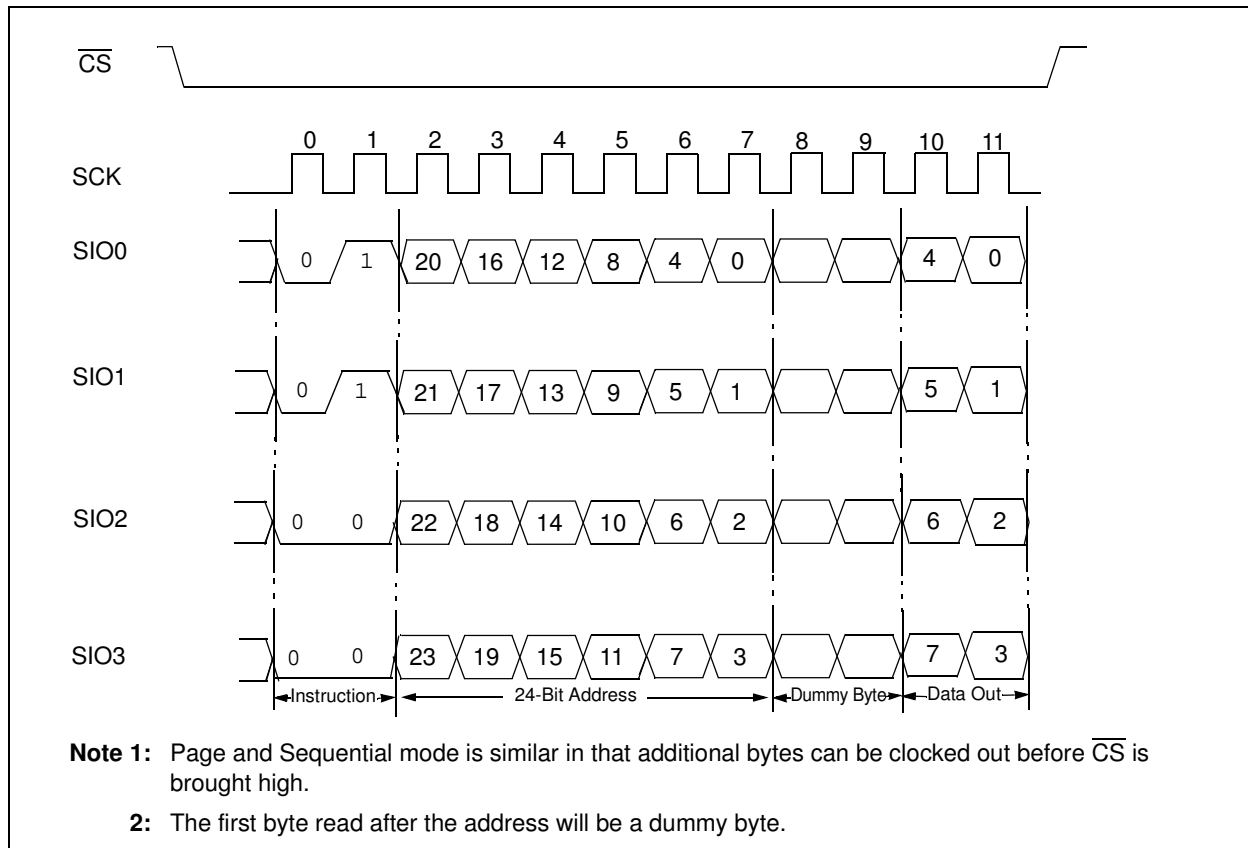 CS
0 1 2 3 4 5 6 7 8 9 10 11
SCK
SIO0 0 1 20 16 12 8 4 0 4 0
SIO1 0 1 21 17 13 9 5 1 5 1
SIO2 0 0 22 18 14 10 6 2 6 2
SIO3 0 0 23 19 15 11 7 3 7 3
Instruction 24-Bit Address Dummy Byte Data Out
Note 1: Page and Sequential mode is similar in that additional bytes can be clocked out before CS is
brought high.
2: The first byte read after the address will be a dummy byte.